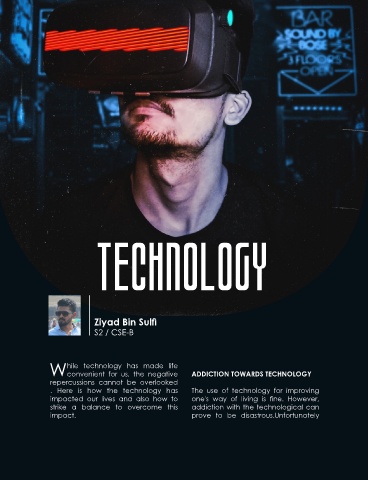 BAR
SOUND BY
BOSE
3 FLOORS
OPEN
TECHNOLOGY
Ziyad Bin Sulfi
S2 / CSE-B
While technology has made life
convenient for us, the negative
repercussions cannot be overlooked
. Here is how the technology has
impacted our lives and also how to
strike a balance to overcome this
impact.
ADDICTION TOWARDS TECHNOLOGY
The use of technology for improving
one's way of living is fine. However,
addiction with the technological can
prove to be disastrous.Unfortunately